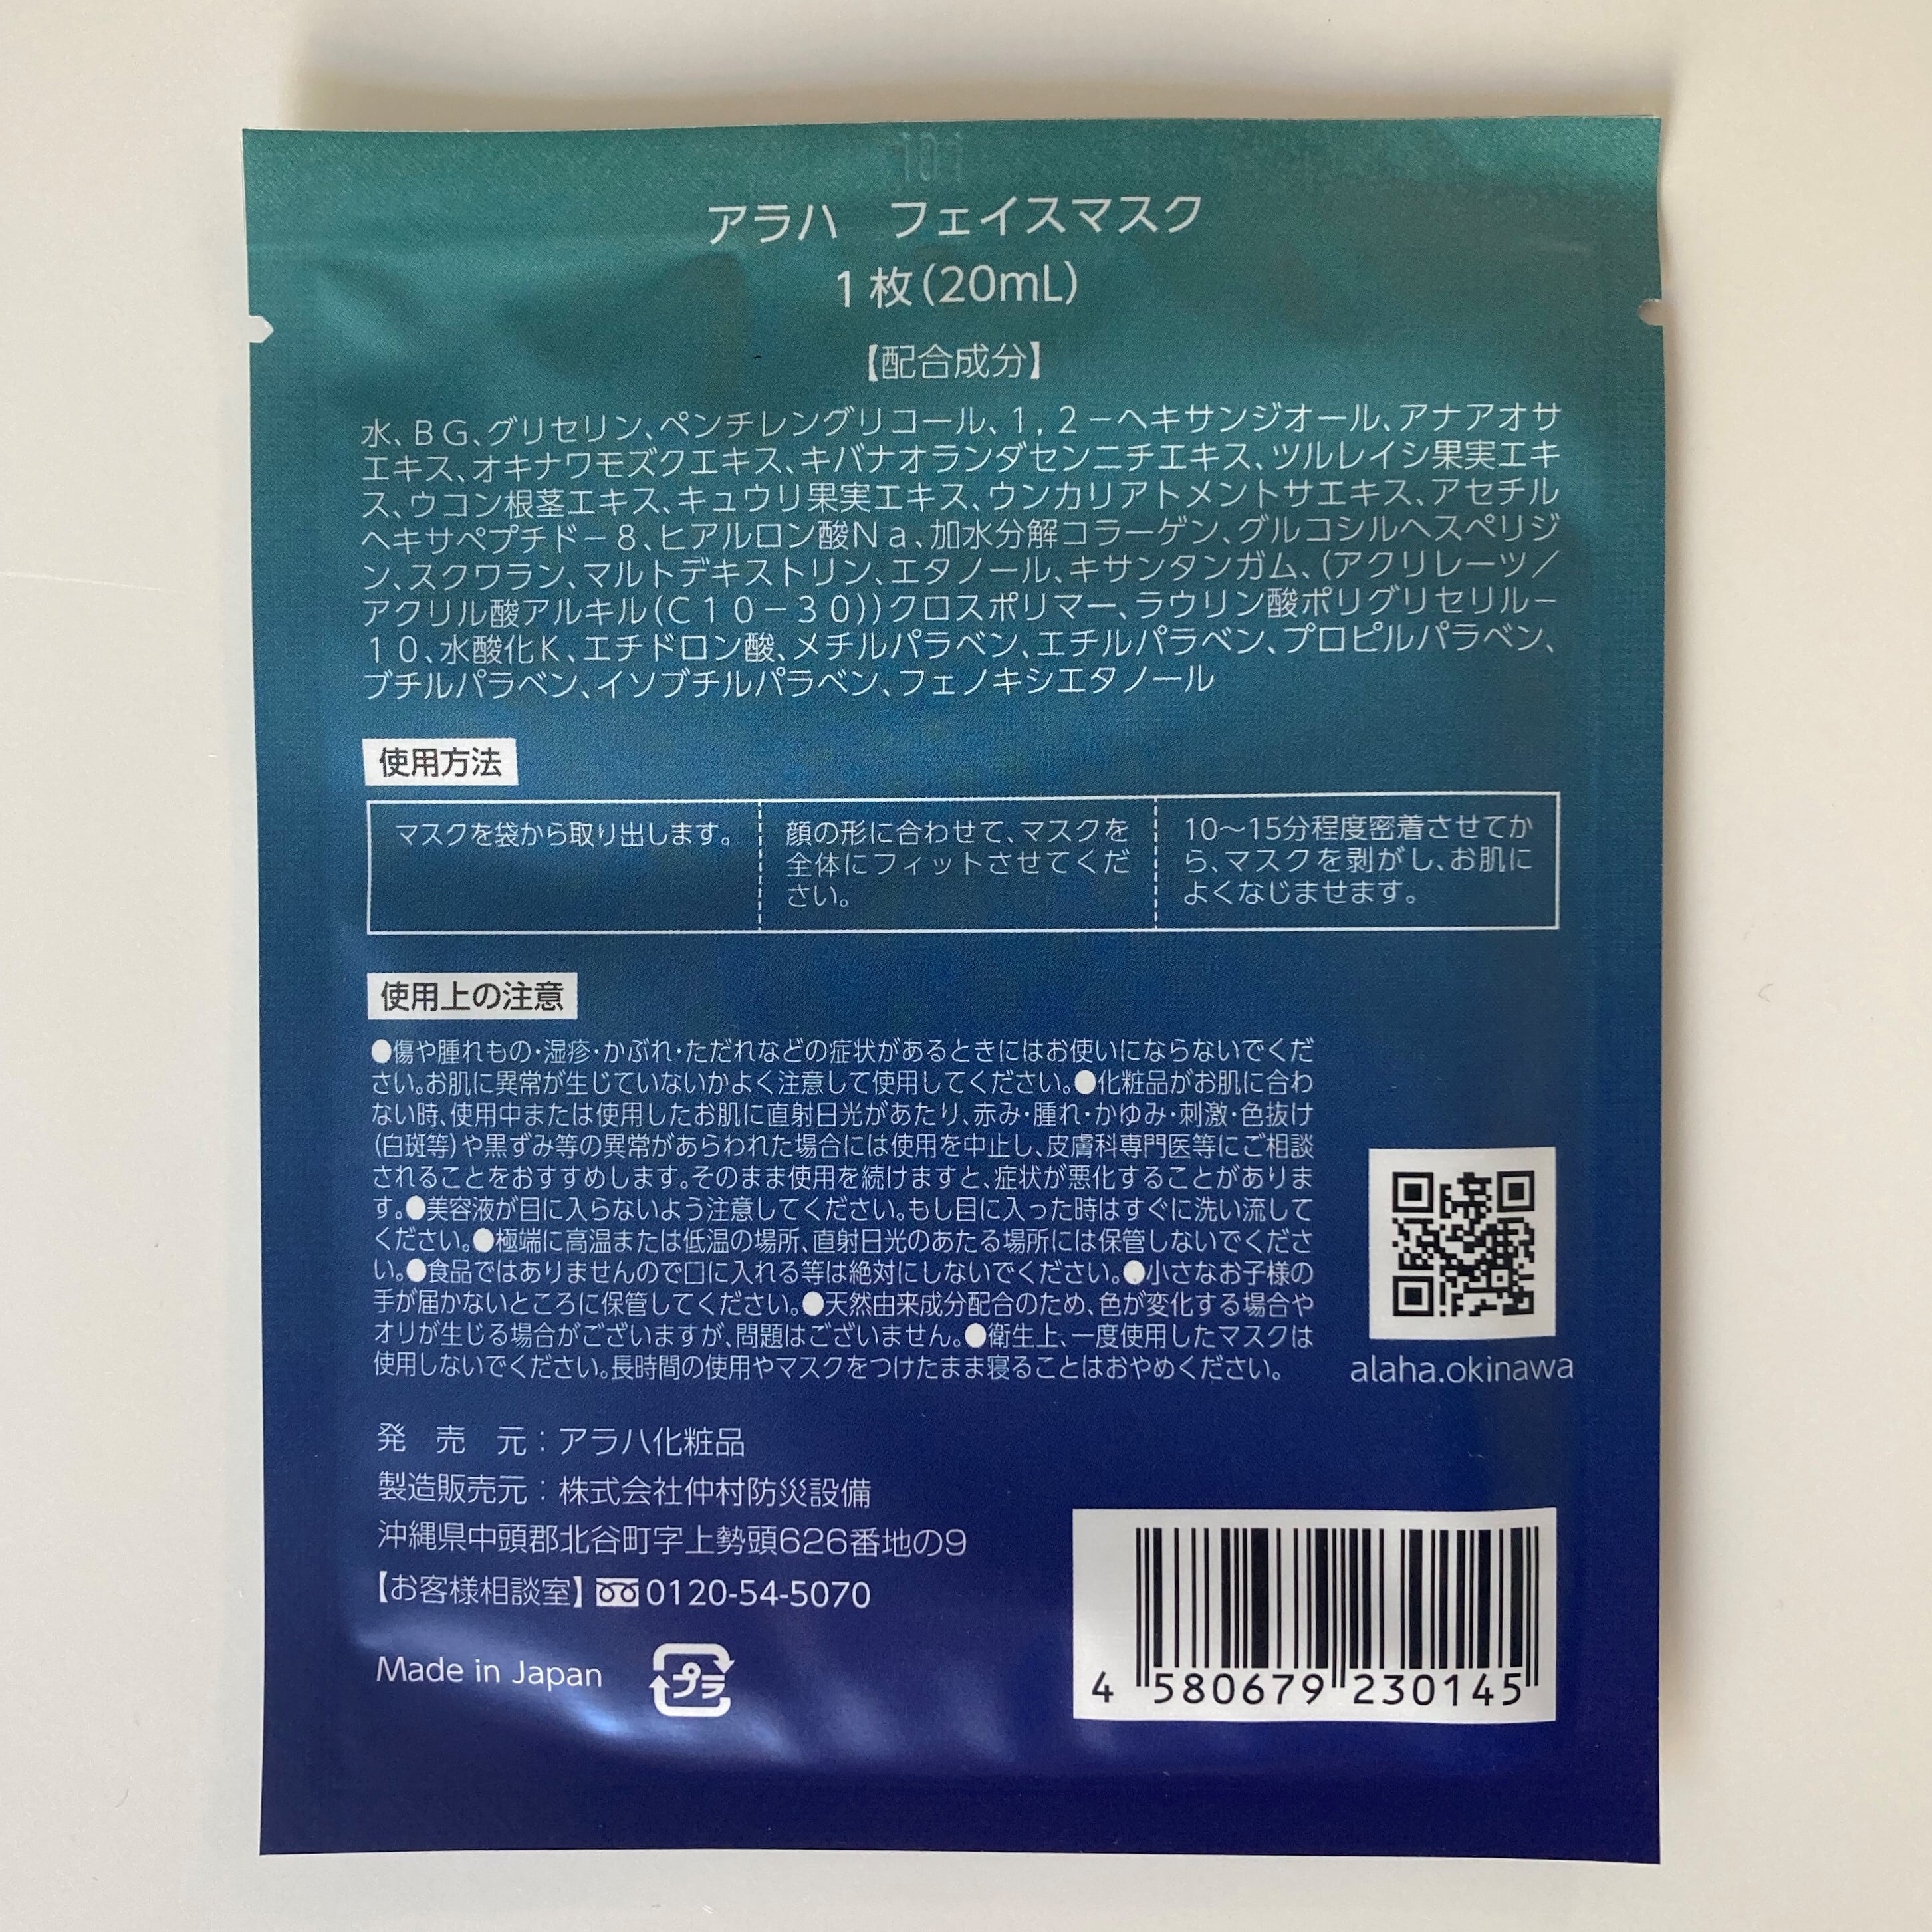 アラハ　フェイスマスク
1枚(20mL)
【配合成分】
水、BG、グリセリン、ペンチレングリコール、1，2－ヘキサンジオール、アナアオサ
エキス、オキナワモズクエキス、キバナオランダセンニチエキス、ツルレイシ果実エキ
ス、ウコン根茎エキス、キュウリ果実エキス、ウンカリアトメントサエキス、アセチル
ヘキサペプチド－8、ヒアルロン酸Na、加水分解コラーゲン、グルコシルヘスペリジ
ン、スクワラン、マルトデキストリン、エタノール、キサンタンガム、(アクリレーツ／
アクリル酸アルキル(C10－30))クロスポリマー、ラウリン酸ポリグリセリル－
10、水酸化K、エチドロン酸、メチルパラベン、エチルパラベン、プロピルパラベン、
ブチルパラベン、イソブチルパラベン、フェノキシエタノール
使用方法
マスクを袋から取り出します。
顔の形に合わせて、マスクを
全体にフィットさせてくだ
さい。
10～15分程度密着させてか
ら、マスクを剥がし、お肌に
よくなじませます。
使用上の注意
●傷や腫れもの・湿疹・かぶれ・ただれなどの症状があるときにはお使いにならないでくだ
さい。お肌に異常が生じていないかよく注意して使用してください。●化粧品がお肌に合わ
ない時、使用中または使用したお肌に直射日光があたり、赤み・腫れ・かゆみ・刺激・色抜け
(白斑等)や黒ずみ等の異常があらわれた場合には使用を中止し、皮膚科専門医等にご相談
されることをおすすめします。そのまま使用を続けますと、症状が悪化することがありま
す。●美容液が目に入らないよう注意してください。もし目に入った時はすぐに洗い流して
ください。●極端に高温または低温の場所、直射日光のあたる場所には保管しないでくださ
い。●食品ではありませんので口に入れる等は絶対にしないでください。●小さなお子様の
手が届かないところに保管してください。●天然由来成分配合のため、色が変化する場合や
オリが生じる場合がございますが、問題はございません。●衛生上、一度使用したマスクは
使用しないでください。長時間の使用やマスクをつけたまま寝ることはおやめください。
alaha.okinawa
発　売　元：アラハ化粧品
製造販売元：株式会社仲村防災設備
沖縄県中頭郡北谷町字上勢頭626番地の9
【お客様相談室】0120-54-5070
Made in Japan
プラ
4 580679 230145